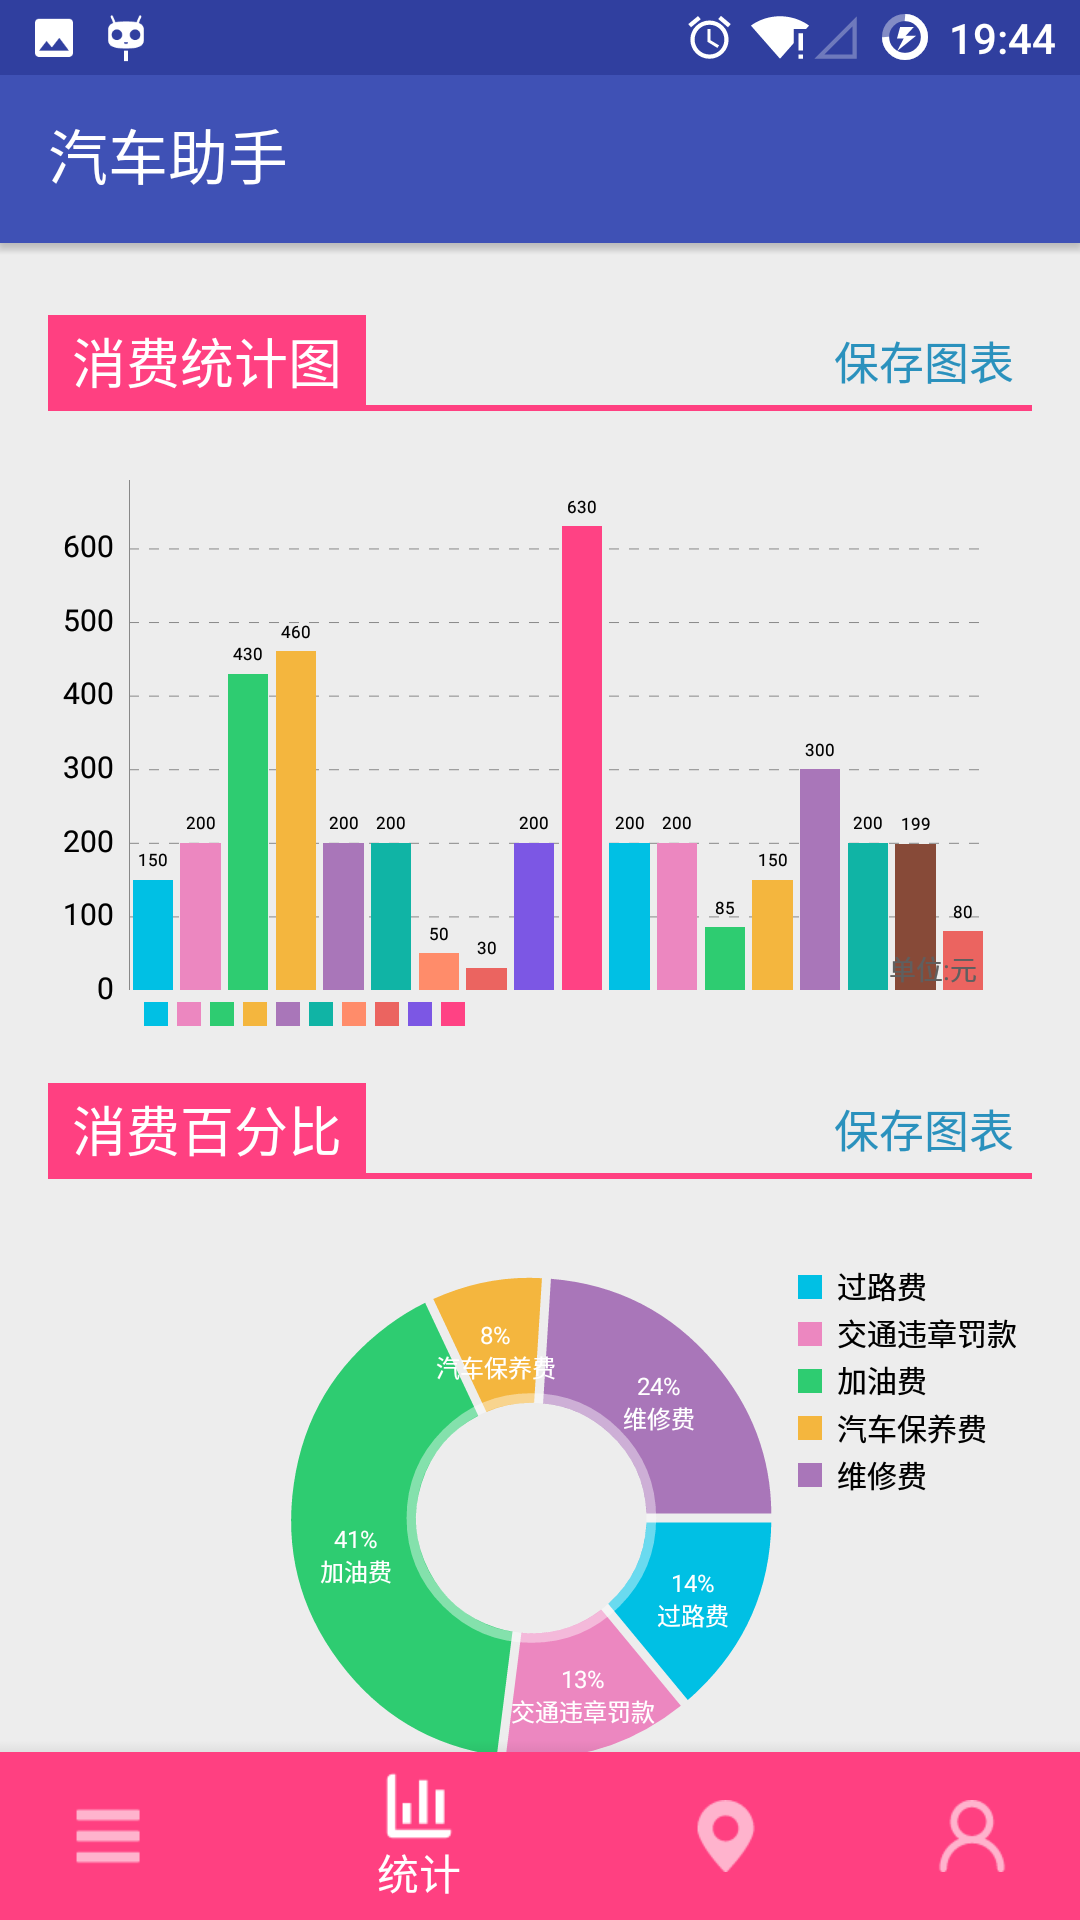 19:44
汽车助手
消费统计图
保存图表
630
600
500
460
430
400
300
300
200
200
200
200
200
200
200
200
199
150
150
100
85
80
50
30
单位:元
0
消费百分比
保存图表
过路费
交通违章罚款
加油费
汽车保养费
维修费
8%
汽车保养费
24%
维修费
41%
加油费
14%
过路费
13%
交通违章罚款
统计